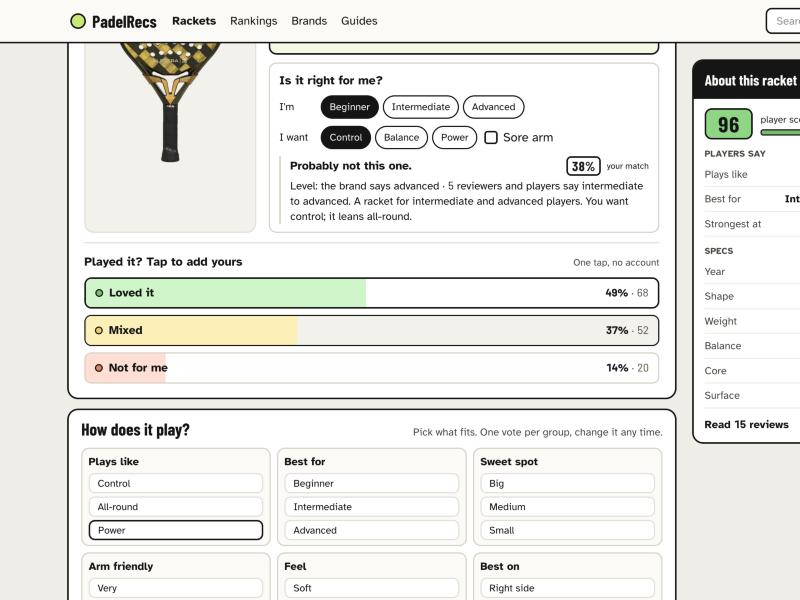 PadelRecs Rackets Rankings Brands Guides
Is it right for me?
I'm Beginner Intermediate Advanced
I want Control Balance Power Sore arm
Probably not this one. 38% your match
Level: the brand says advanced · 5 reviewers and players say intermediate
to advanced. A racket for intermediate and advanced players. You want
control; it leans all-round.
Played it? Tap to add yours One tap, no account
Loved it 49% · 68
Mixed 37% · 52
Not for me 14% · 20
How does it play? Pick what fits. One vote per group, change it any time.
Plays like
Control
All-round
Power
Best for
Beginner
Intermediate
Advanced
Sweet spot
Big
Medium
Small
Arm friendly
Very
Feel
Soft
Best on
Right side
About this racket
96 player
PLAYERS SAY
Plays like
Best for
Strongest at
SPECS
Year
Shape
Weight
Balance
Core
Surface
Read 15 reviews